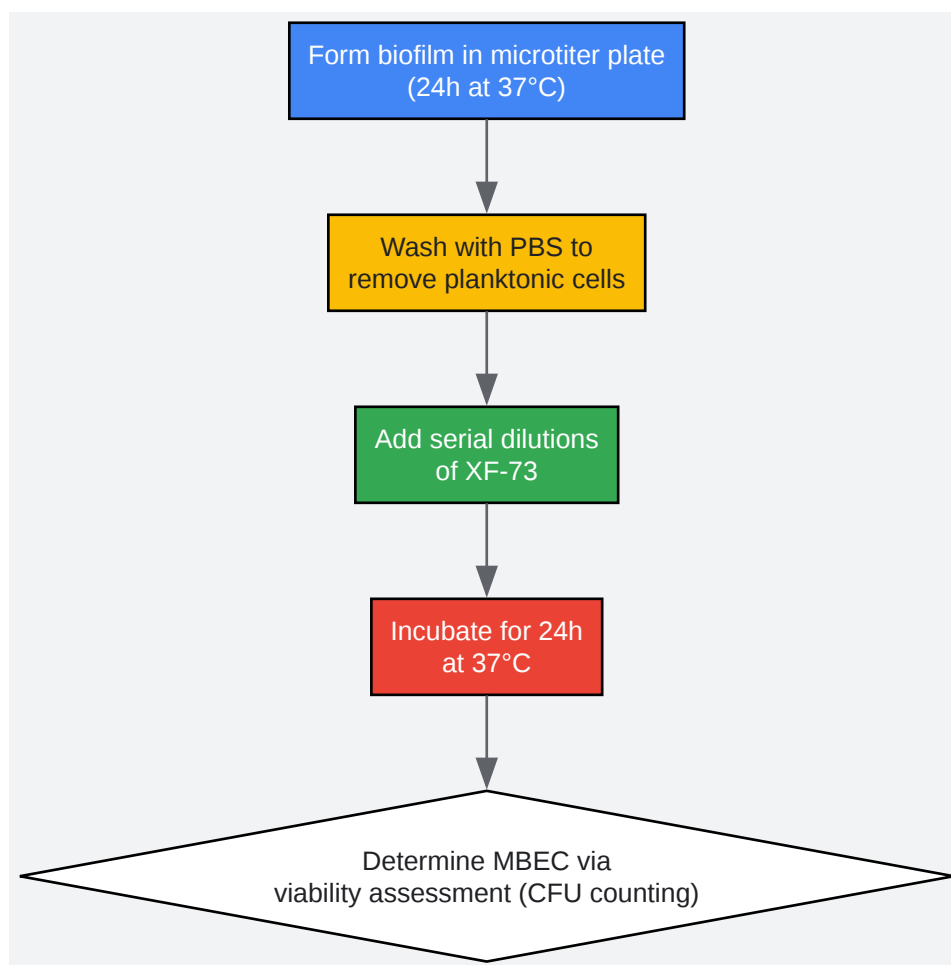 Form biofilm in microtiter plate
(24h at 37°C)
Wash with PBS to
remove planktonic cells
Add serial dilutions
of XF-73
Incubate for 24h
at 37°C
Determine MBEC via
viability assessment (CFU counting)